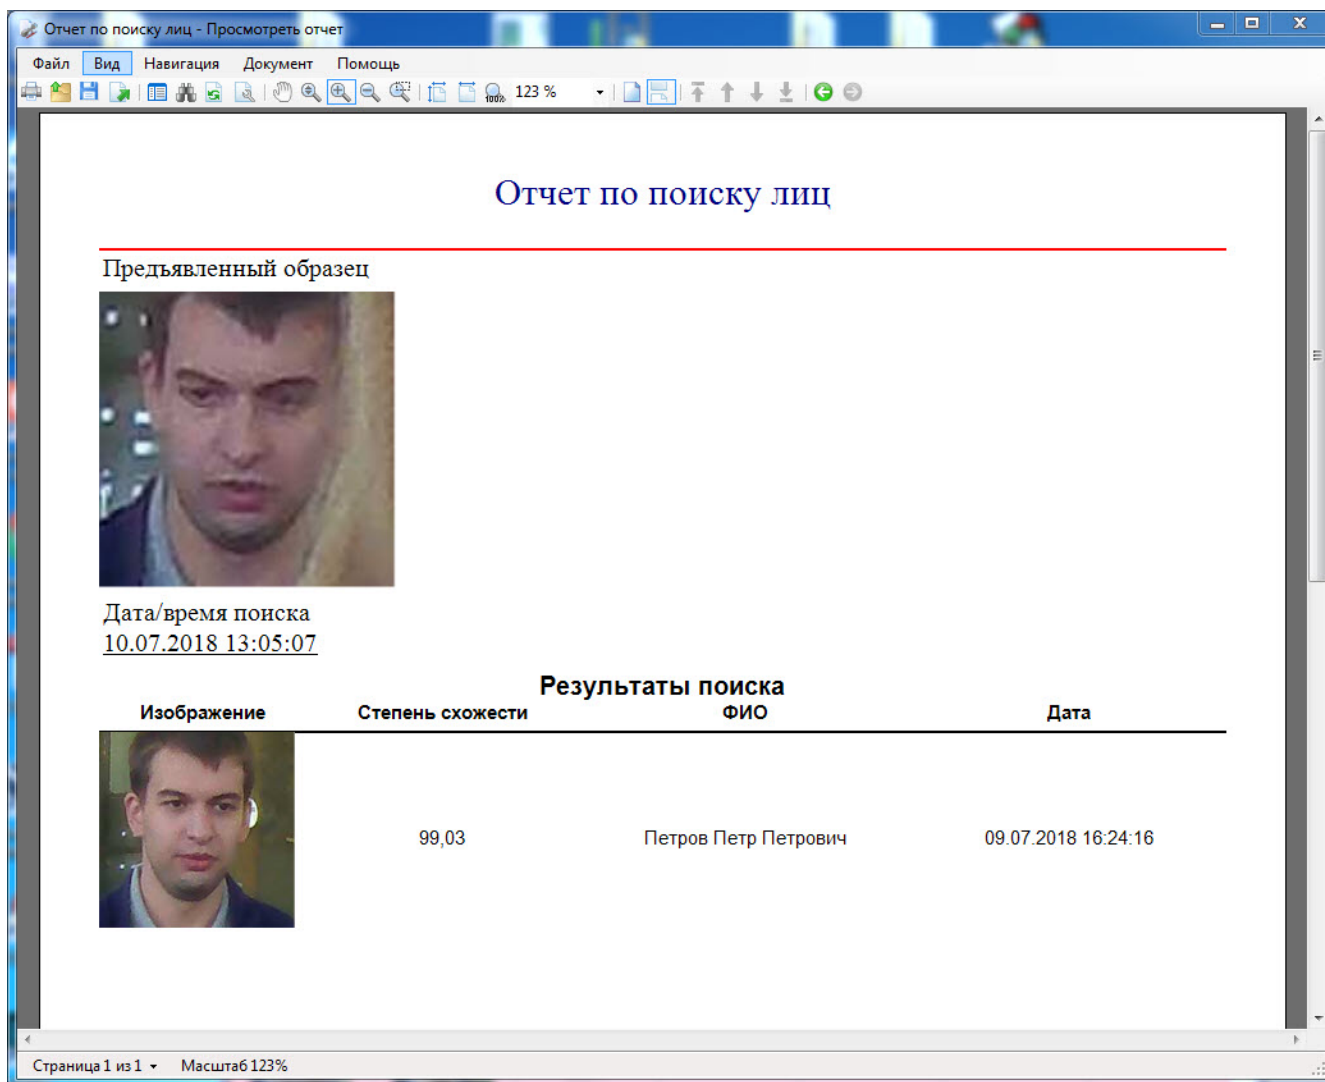 Отчет по поиску лиц - Просмотреть отчет
Файл Вид Навигация Документ Помощь
100% 123 %
Отчет по поиску лиц
Предъявленный образец
Дата/время поиска
10.07.2018 13:05:07
Результаты поиска
Изображение Степень схожести ФИО Дата
99,03 Петров Петр Петрович 09.07.2018 16:24:16
Страница 1 из 1 Масштаб 123%